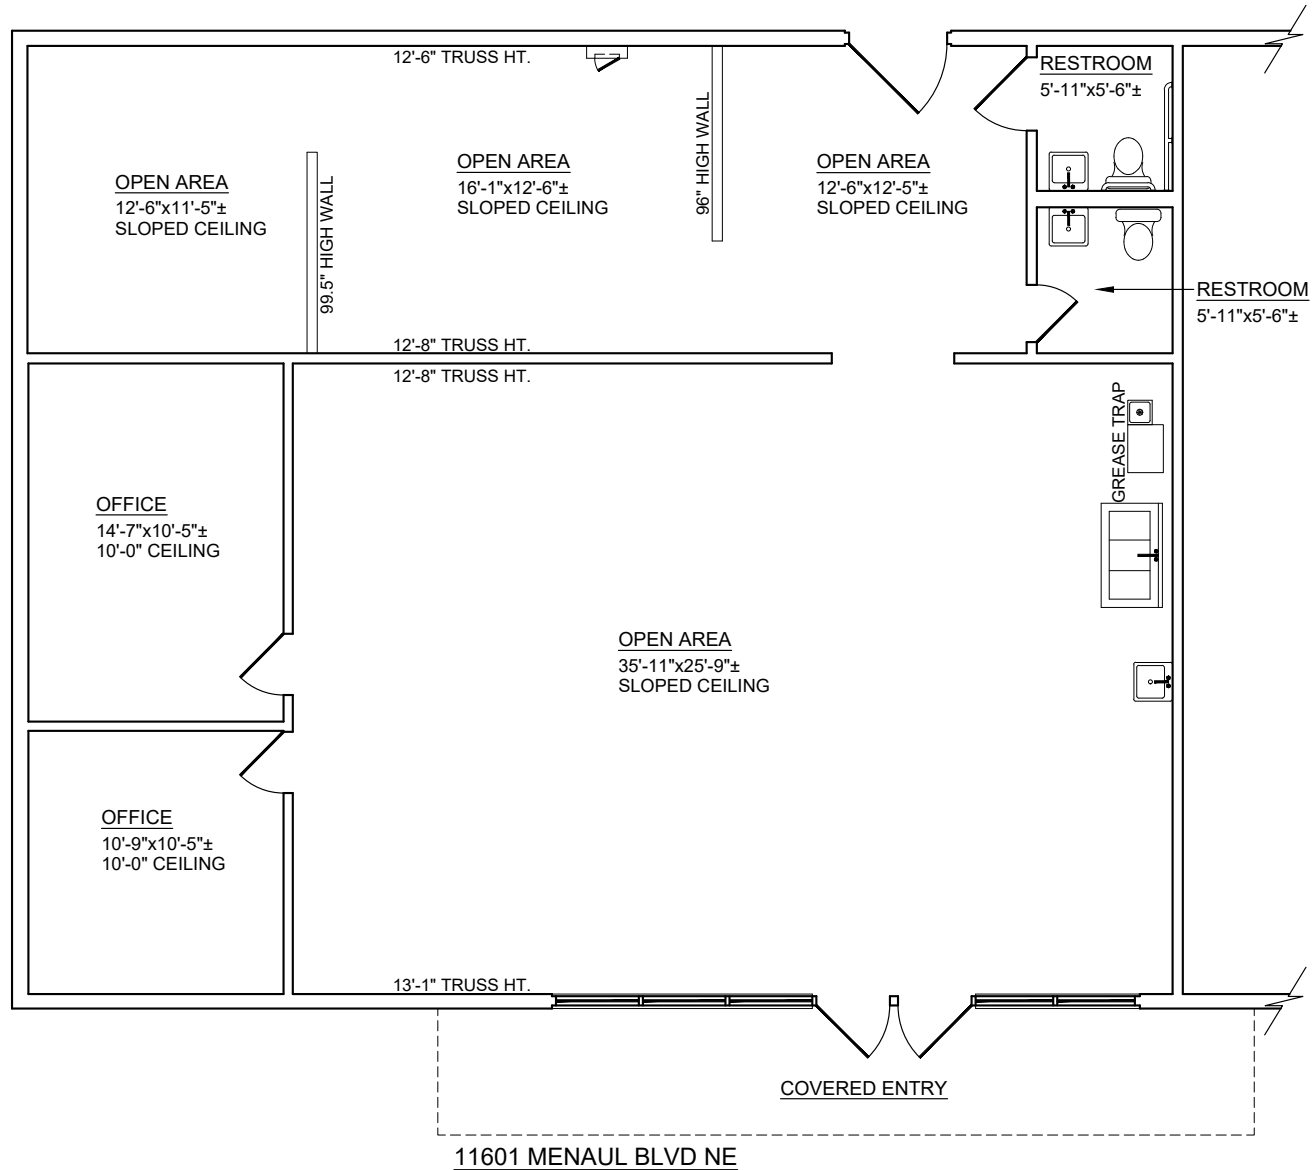 12'-6" TRUSS HT.
RESTROOM
5'-11"x5'-6"±
OPEN AREA
12'-6"x11'-5"±
SLOPED CEILING
99.5" HIGH WALL
OPEN AREA
16'-1"x12'-6"±
SLOPED CEILING
96" HIGH WALL
OPEN AREA
12'-6"x12'-5"±
SLOPED CEILING
RESTROOM
5'-11"x5'-6"±
12'-8" TRUSS HT.
12'-8" TRUSS HT.
GREASE TRAP
OFFICE
14'-7"x10'-5"±
10'-0" CEILING
OPEN AREA
35'-11"x25'-9"±
SLOPED CEILING
OFFICE
10'-9"x10'-5"±
10'-0" CEILING
13'-1" TRUSS HT.
COVERED ENTRY
11601 MENAUL BLVD NE